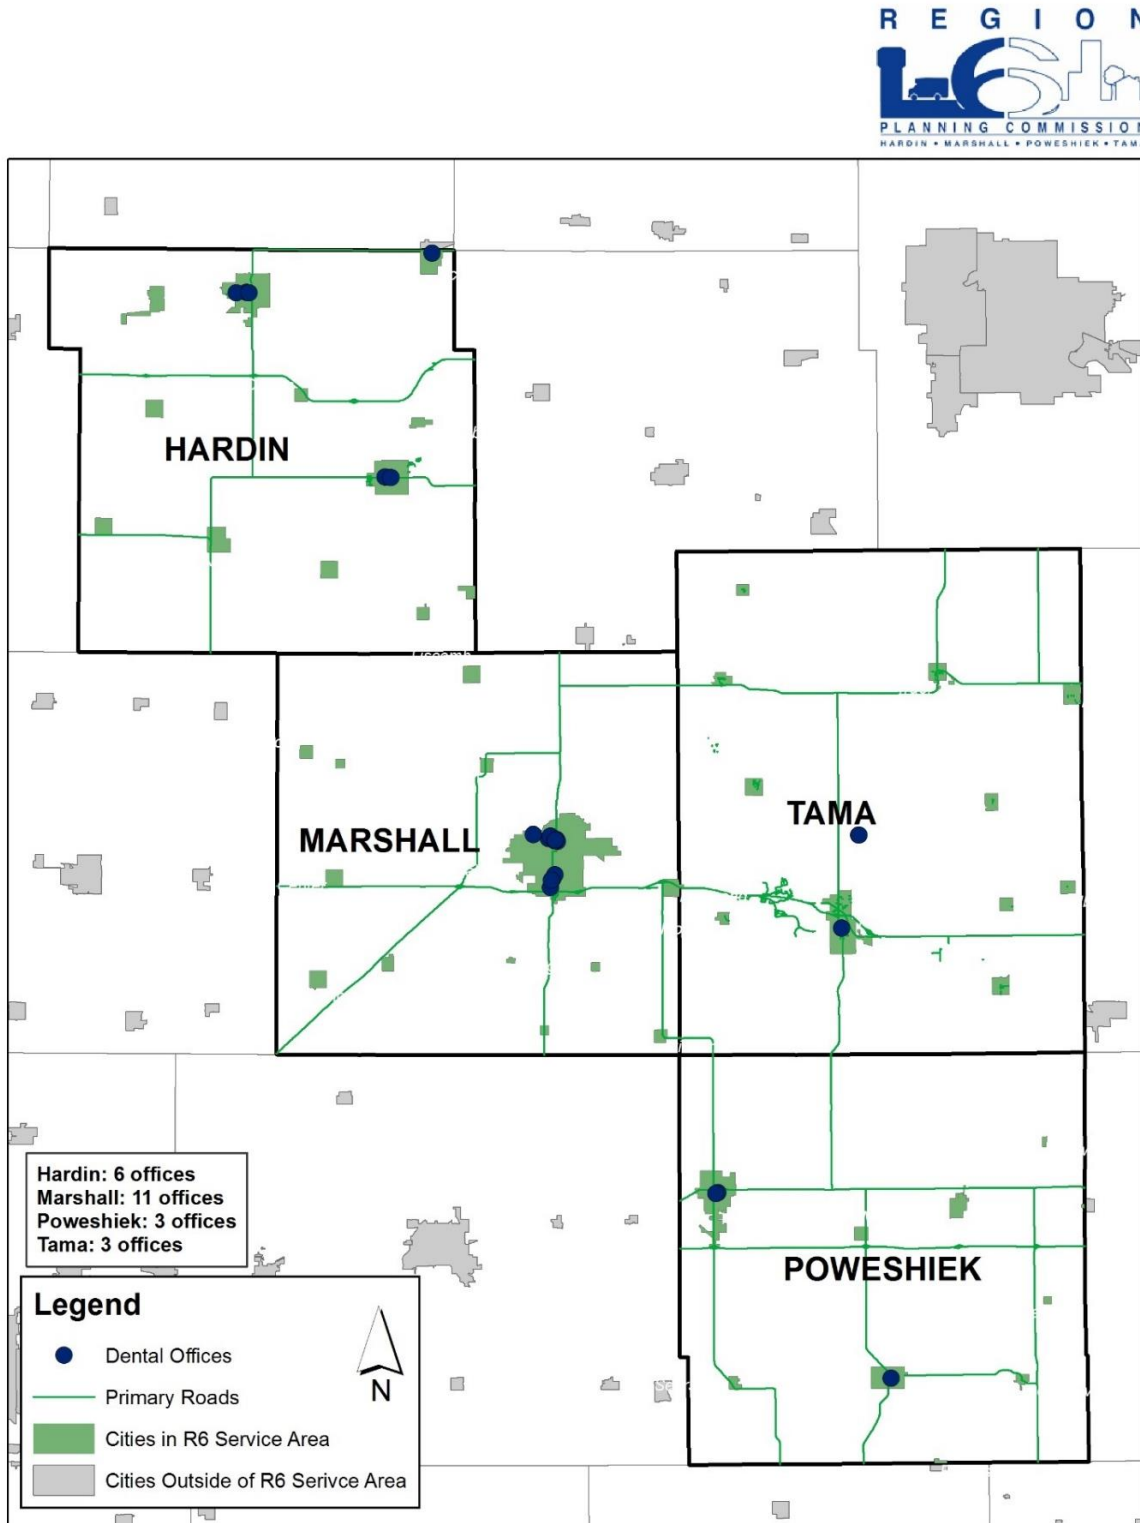 REGION
6
PLANNING COMMISSION
HARDIN • MARSHALL • POWESHIEK • TAMA
HARDIN
MARSHALL
TAMA
POWESHIEK
Hardin: 6 offices
Marshall: 11 offices
Poweshiek: 3 offices
Tama: 3 offices
Legend
Dental Offices
Primary Roads
Cities in R6 Service Area
Cities Outside of R6 Serivce Area
N